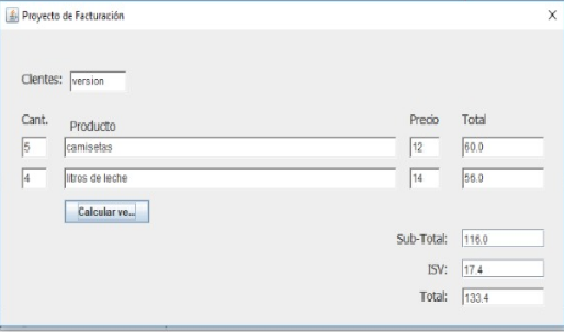 Proyecto de Facturación X
Clientes: version
Cant. Producto Precio Total
5 camisetas 12 60.0
4 litros de leche 14 56.0
Calcular ve...
Sub-Total: 116.0
ISV: 17.4
Total: 133.4